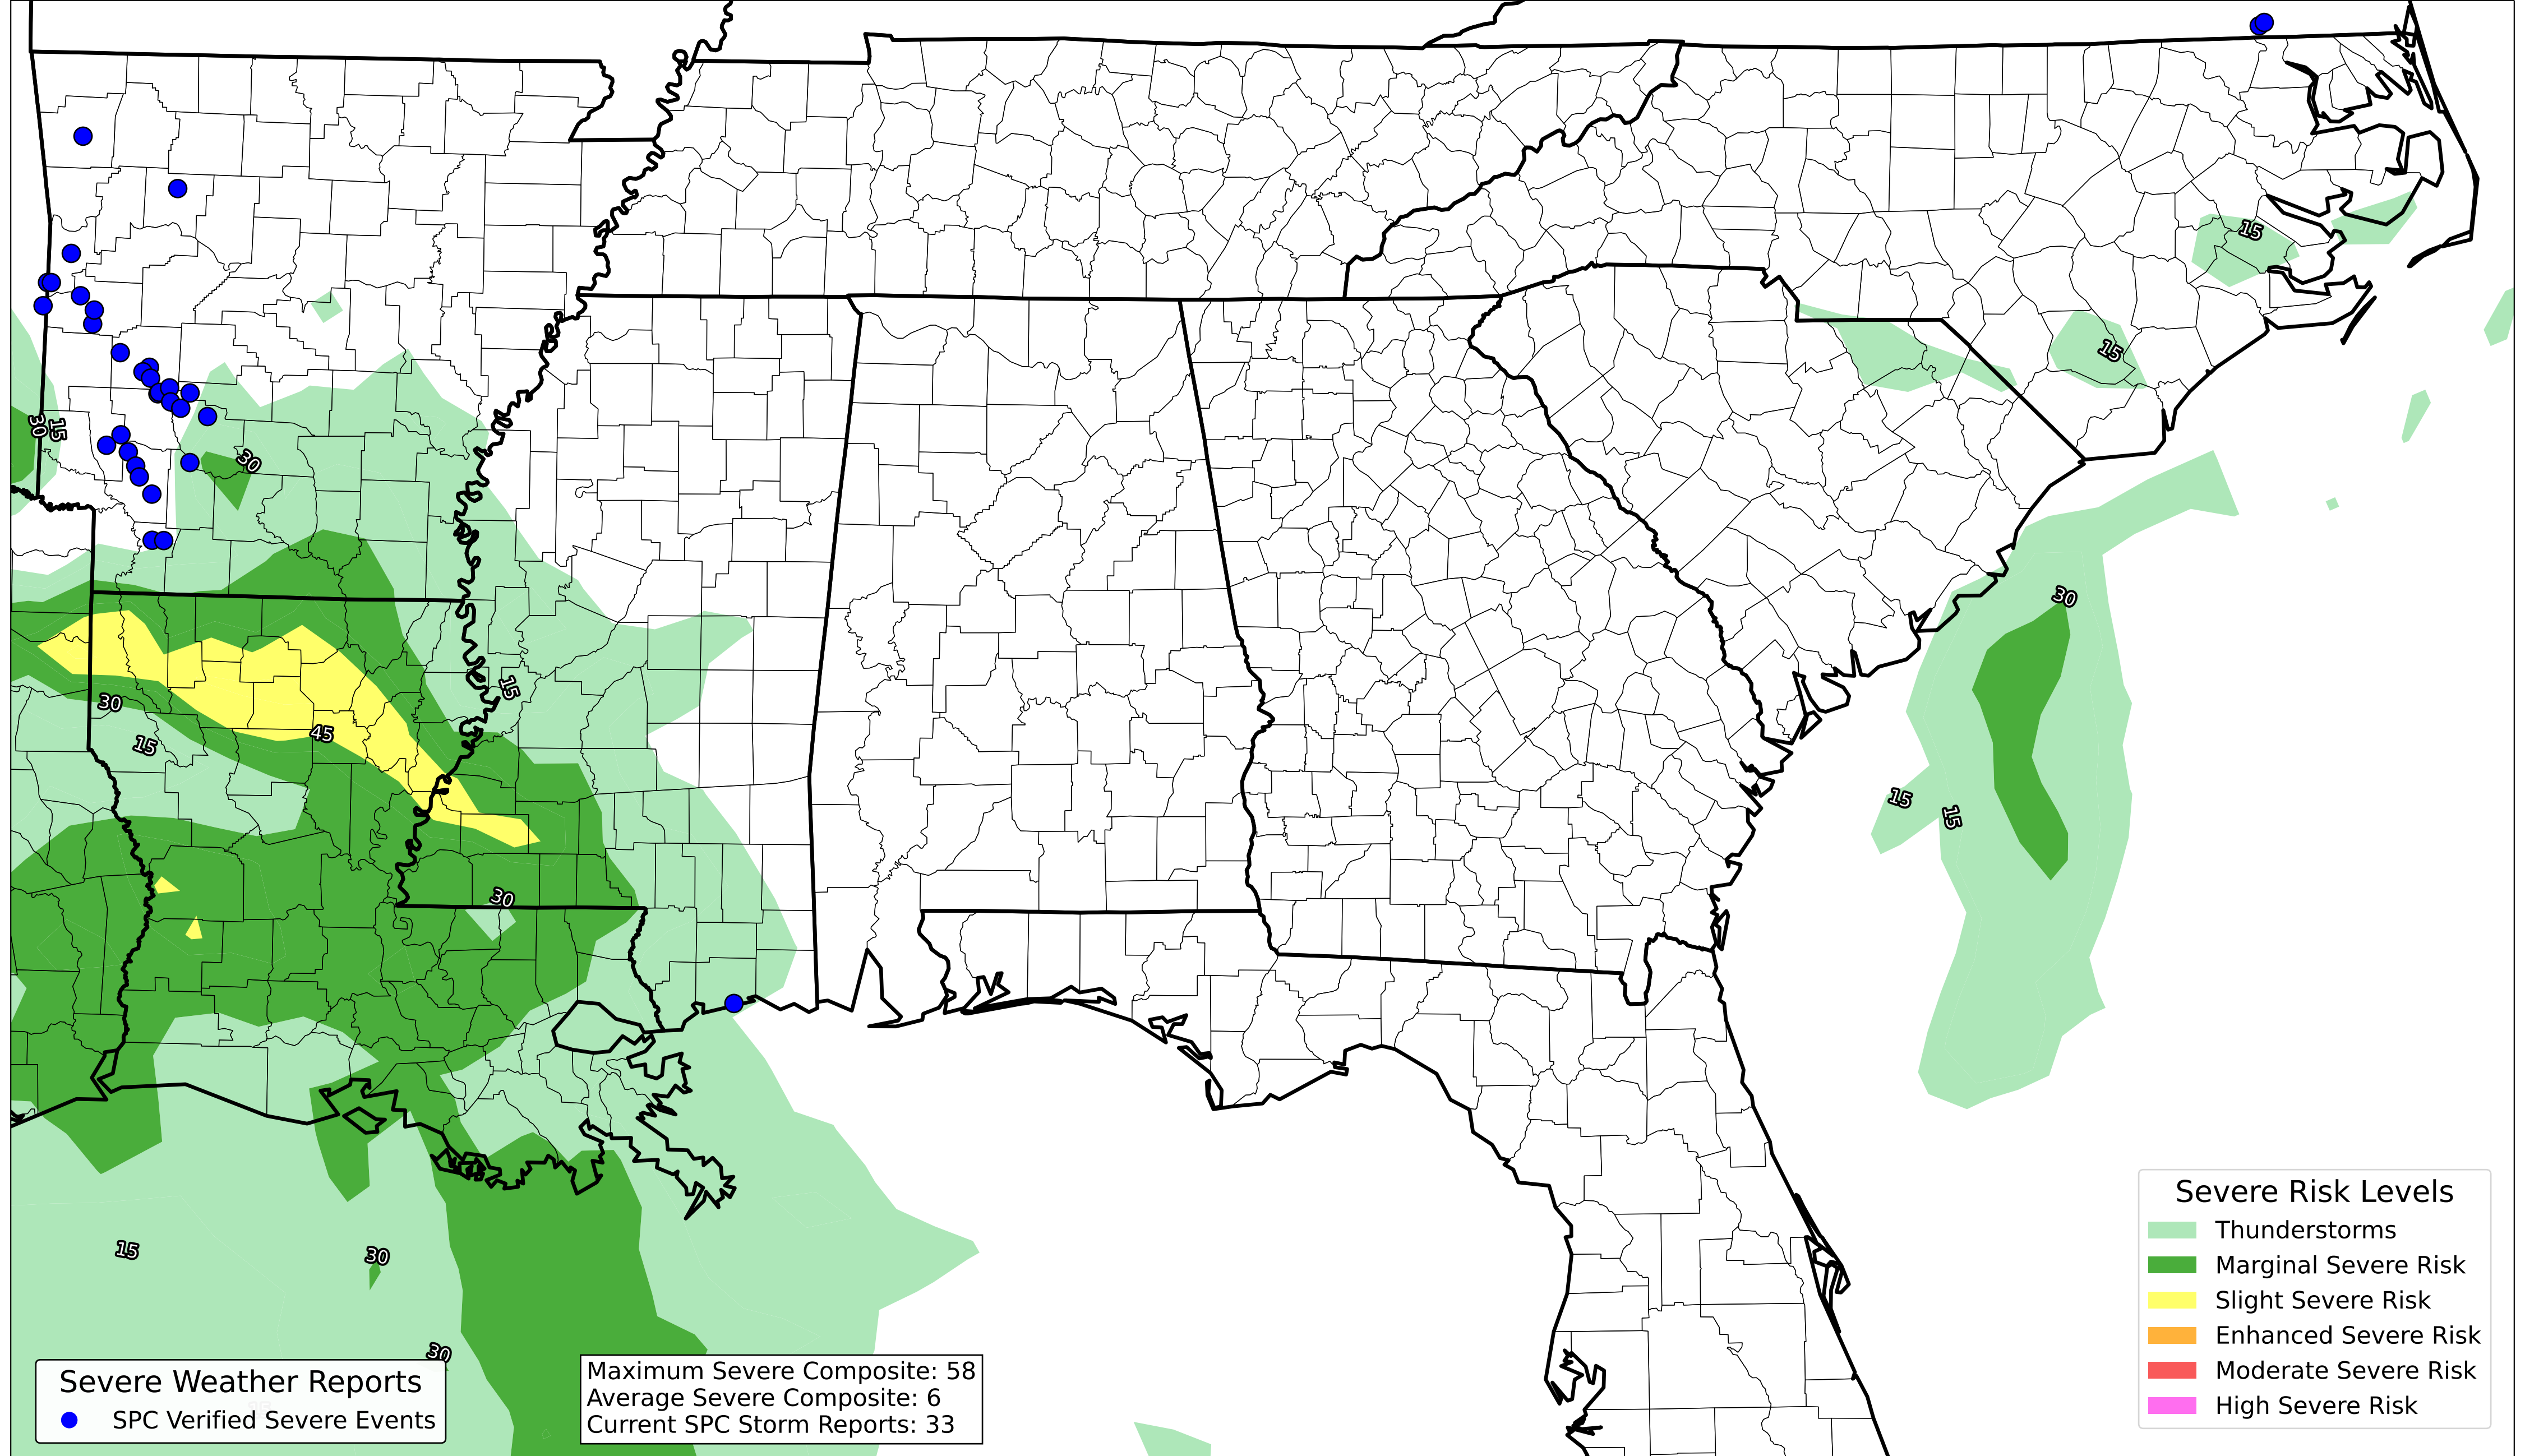 15
15
30
15
30
30
15
30
15
45
15
15
30
15
30
30
Severe Risk Levels
Thunderstorms
Marginal Severe Risk
Slight Severe Risk
Enhanced Severe Risk
Moderate Severe Risk
High Severe Risk
Severe Weather Reports
SPC Verified Severe Events
Maximum Severe Composite: 58
Average Severe Composite: 6
Current SPC Storm Reports: 33